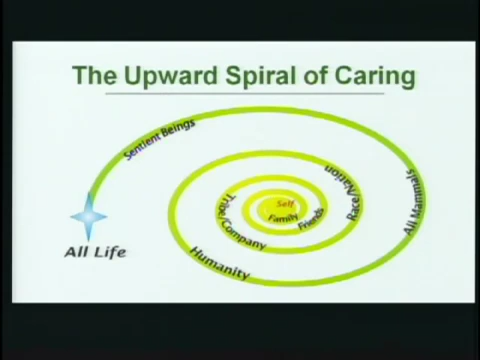 The Upward Spiral of Caring
Sentient Beings
Self
Family
Friends
Tribe/Company
Race/Nation
Humanity
All Mammals
All Life